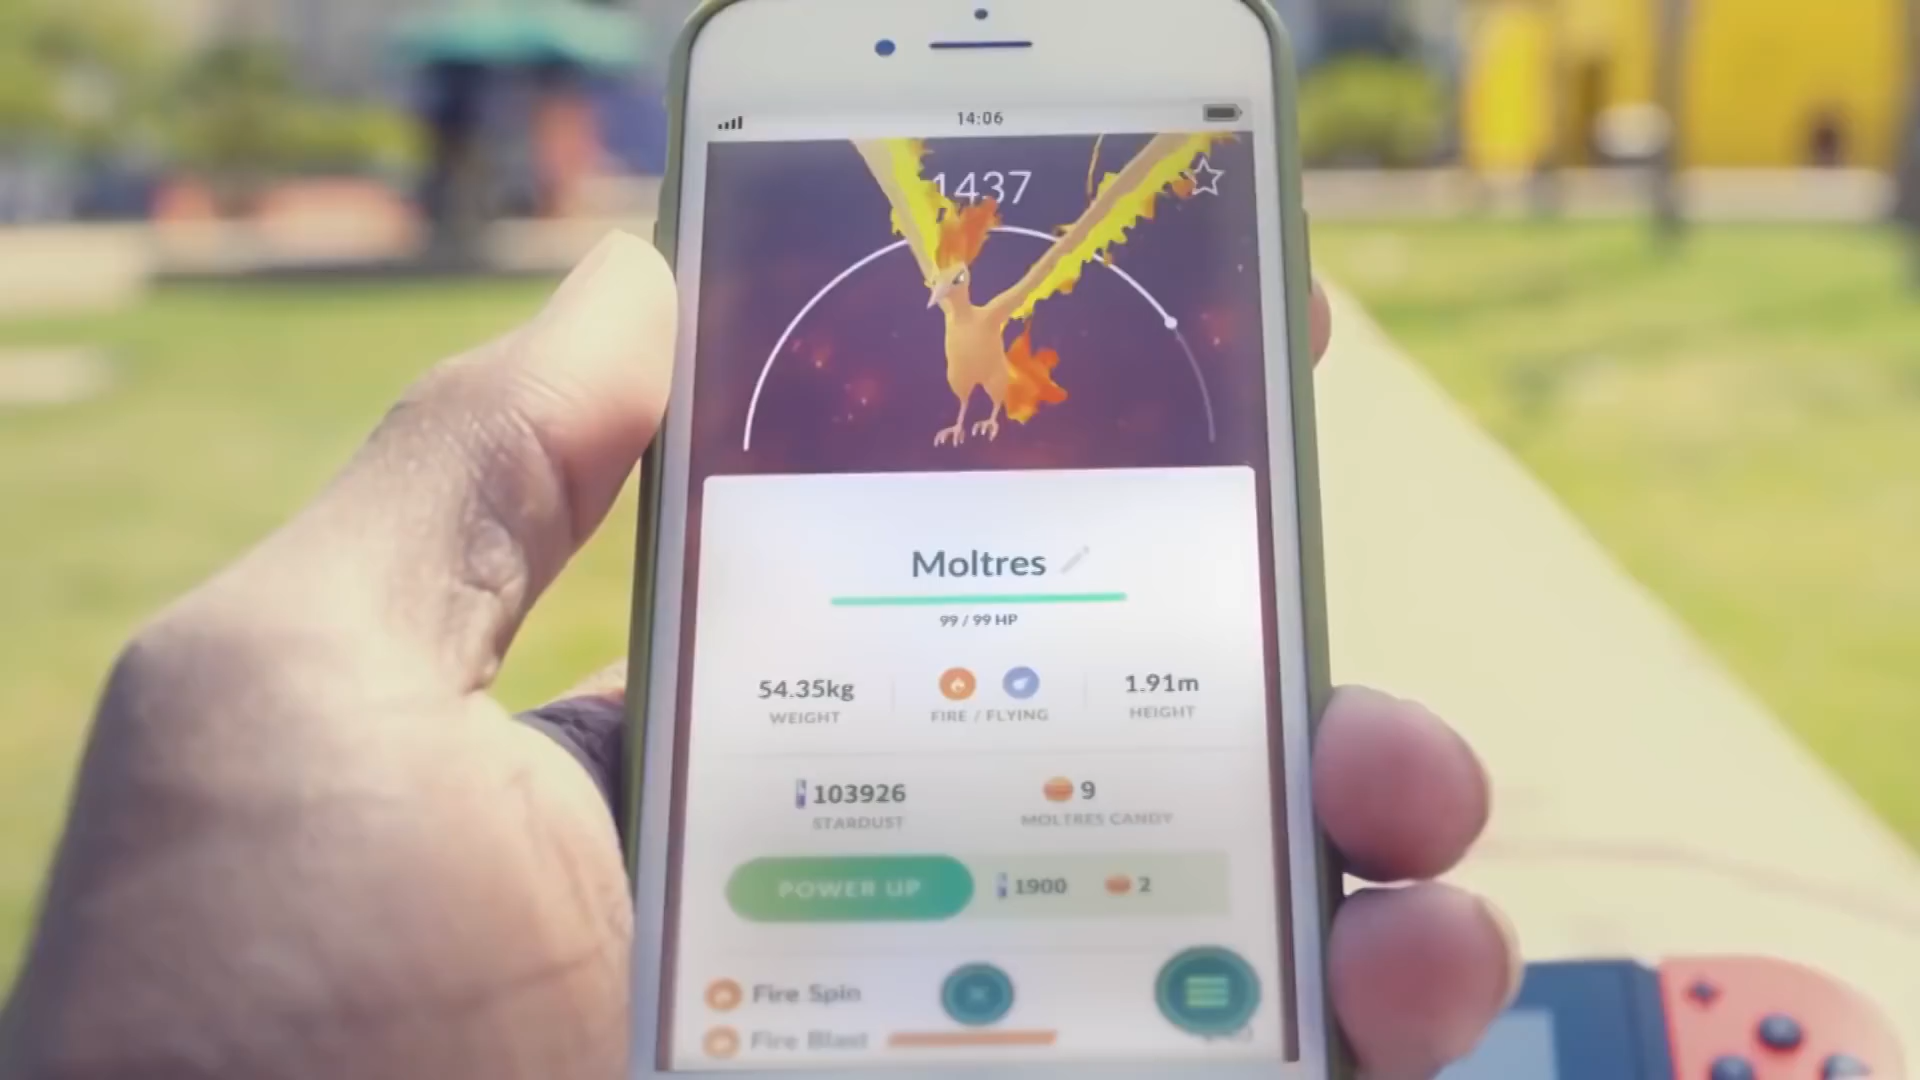 14:06
1437
Moltres
99 / 99 HP
54.35kg
WEIGHT
FIRE / FLYING
1.91m
HEIGHT
103926
STARDUST
9
MOLTRES CANDY
POWER UP
1900
2
Fire Spin
Fire Blast